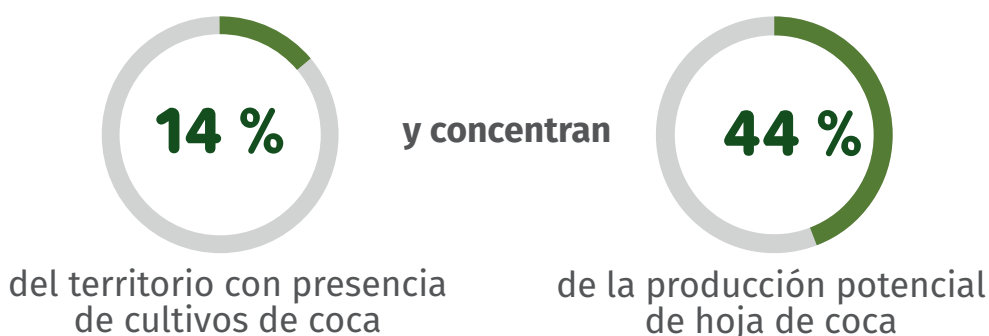 14 %
del territorio con presencia
de cultivos de coca
y concentran
44 %
de la producción potencial
de hoja de coca